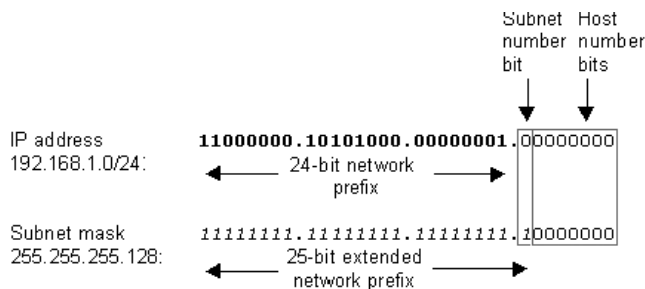 Subnet Host
number number
bit bits
IP address 11000000.10101000.00000001.00000000
192.168.1.0/24: 24-bit network
prefix
Subnet mask 11111111.11111111.11111111.10000000
255.255.255.128: 25-bit extended
network prefix